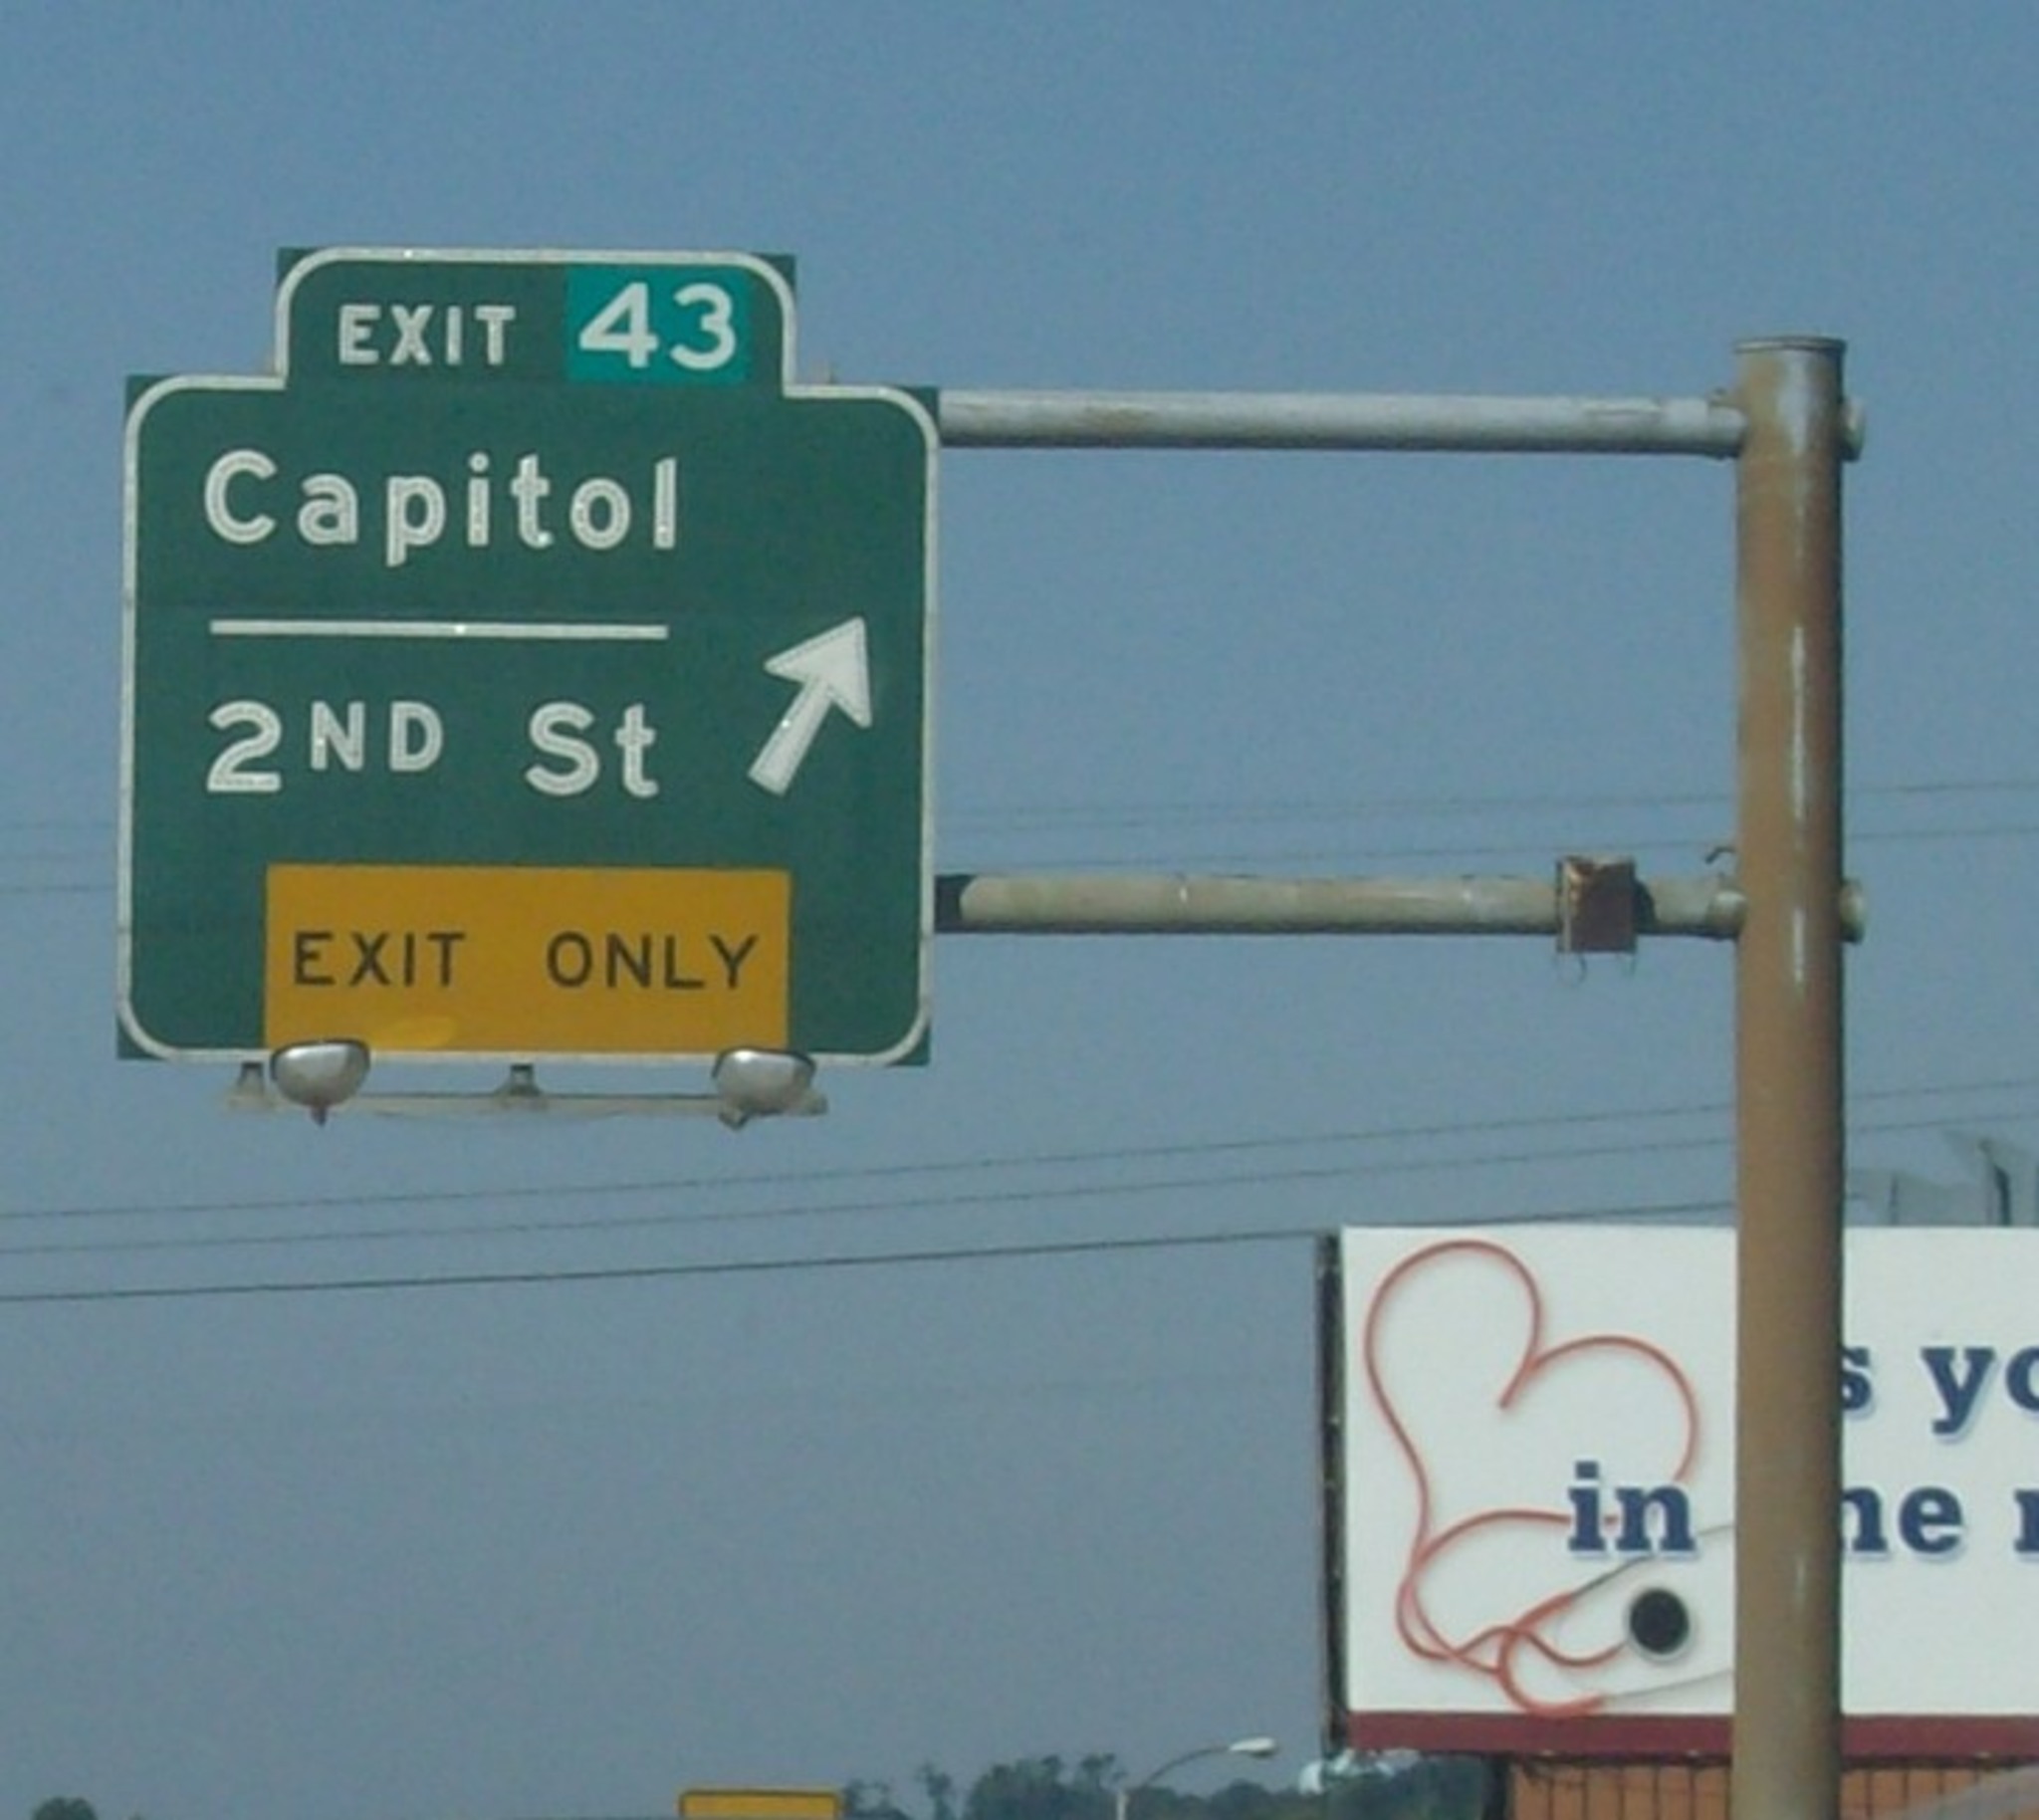 EXIT 43
Capitol
2ND St
EXIT ONLY
in